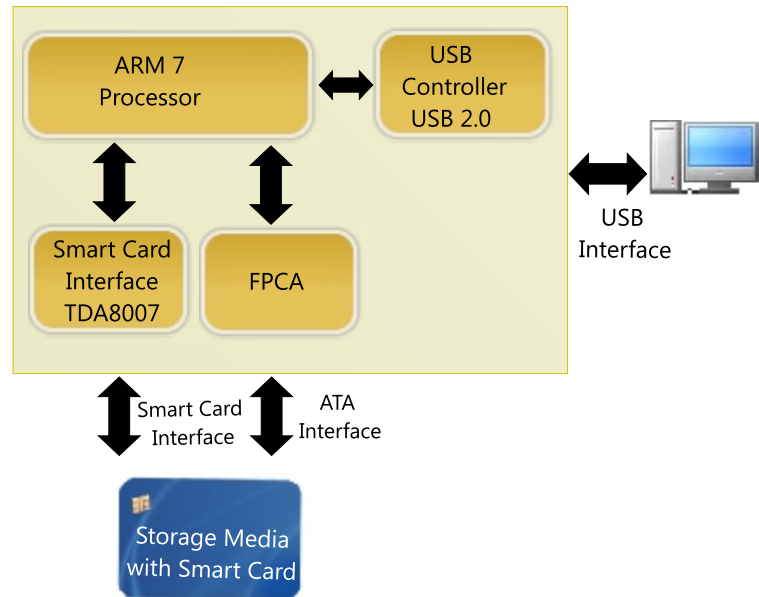 ARM 7
Processor
USB
Controller
USB 2.0
Smart Card
Interface
TDA8007
FPCA
USB
Interface
Smart Card
Interface
ATA
Interface
Storage Media
with Smart Card